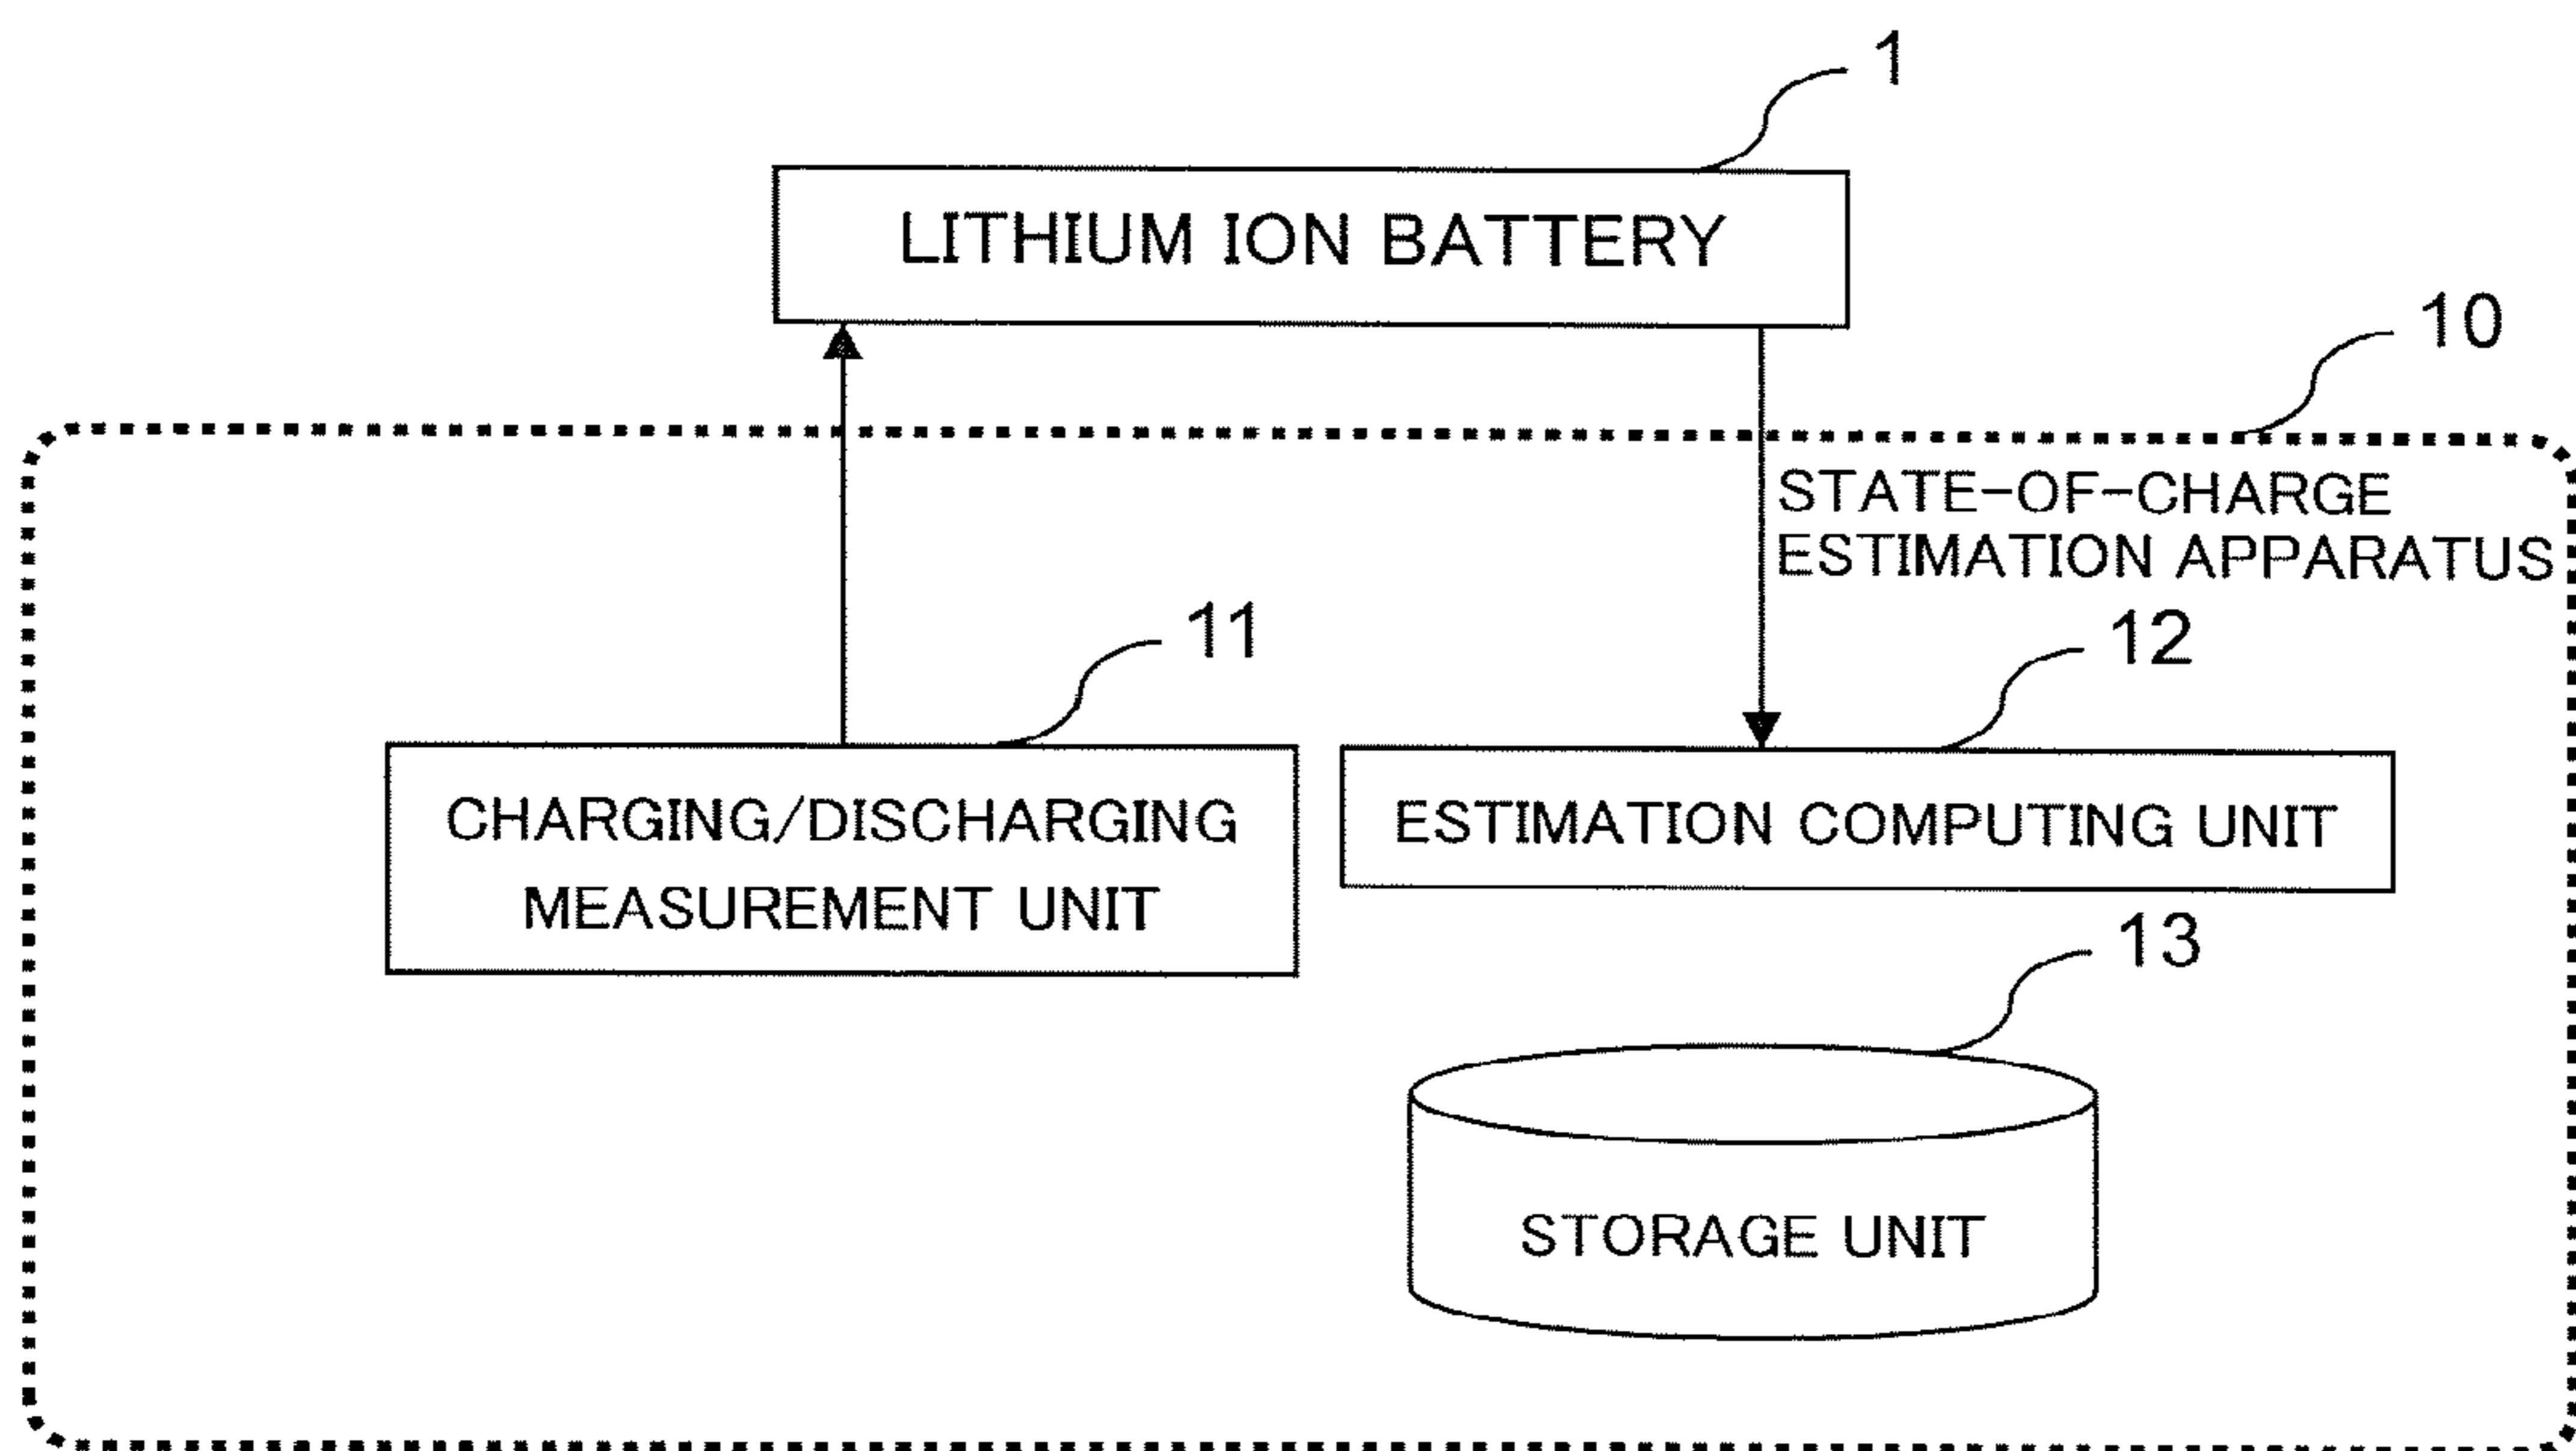 1
LITHIUM ION BATTERY
10
STATE-OF-CHARGE
ESTIMATION APPARATUS
11
12
CHARGING/DISCHARGING
MEASUREMENT UNIT
ESTIMATION COMPUTING UNIT
13
STORAGE UNIT